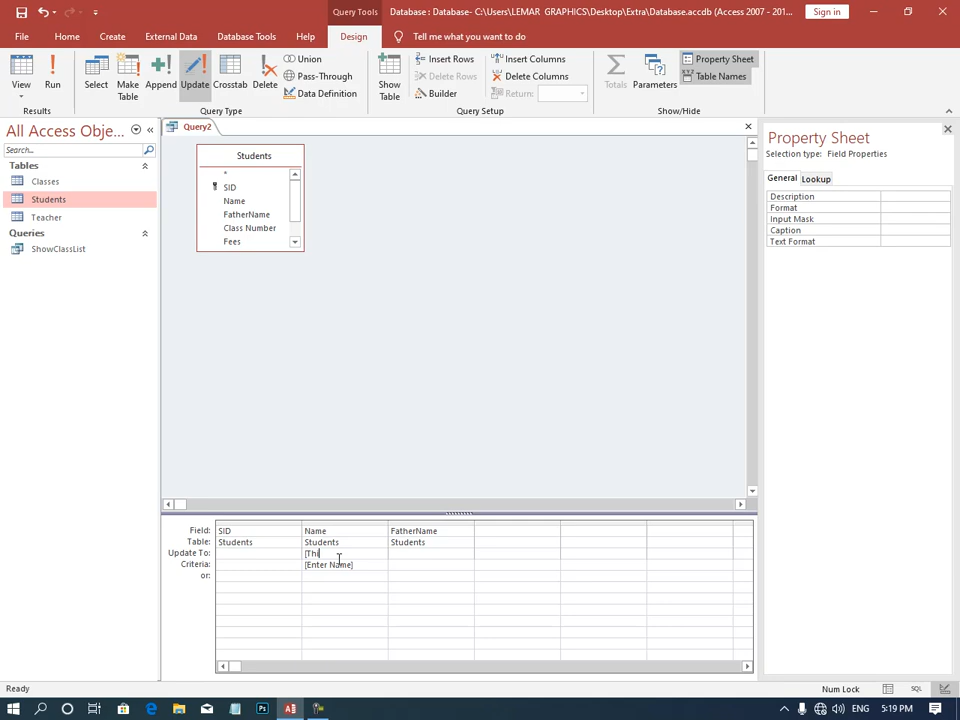 Query Tools
Database : Database- C:\Users\LEMAR GRAPHICS\Desktop\Extra\Database.accdb (Access 2007 - 201...
Sign in
File
Home
Create
External Data
Database Tools
Help
Design
Tell me what you want to do
View
Run
Select
Make Table
Append
Update
Crosstab
Delete
Union
Pass-Through
Data Definition
Show Table
Insert Rows
Delete Rows
Builder
Insert Columns
Delete Columns
Return:
Totals
Parameters
Property Sheet
Table Names
Results
Query Type
Query Setup
Show/Hide
All Access Obje...
Search...
Tables
Classes
Students
Teacher
Queries
ShowClassList
Query2
Students
*
SID
Name
FatherName
Class Number
Fees
Property Sheet
Selection type: Field Properties
General Lookup
Description
Format
Input Mask
Caption
Text Format
Field: SID Name FatherName
Table: Students Students Students
Update To: [Thi
Criteria: [Enter Name]
or:
Ready
Num Lock
SQL
ENG
5:19 PM